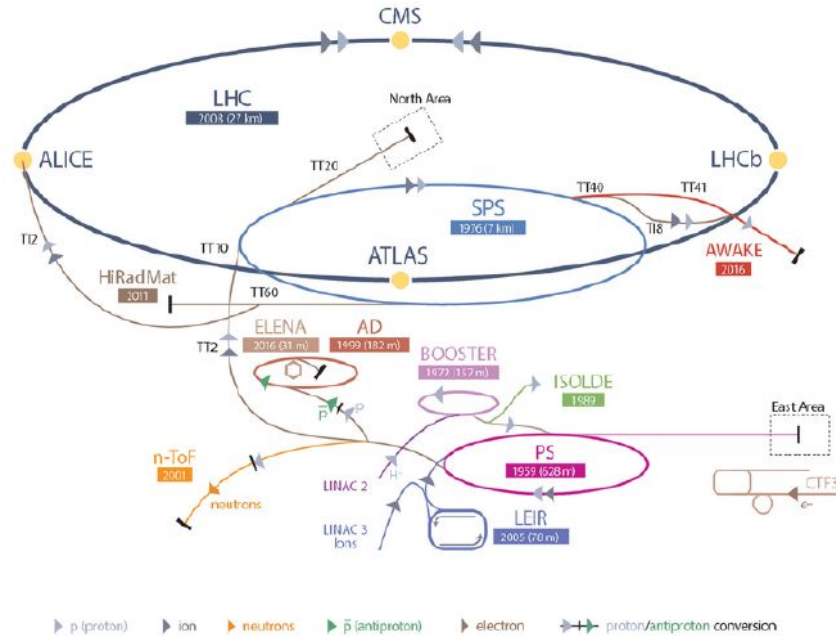 CMS
LHC
2008 (27 km)
North Area
ALICE
LHCb
TT20
TT40
TT41
SPS
1976 (7 km)
TI2
TI8
TT10
ATLAS
AWAKE
2016
HiRadMat
2011
TT60
ELENA
2016 (31 m)
AD
1999 (182 m)
TT2
BOOSTER
1972 (157 m)
ISOLDE
1989
p̅
p
East Area
n-ToF
2001
H⁻
PS
1959 (628 m)
neutrons
LINAC 2
CTF3
e-
LINAC 3
Ions
LEIR
2005 (78 m)
p (proton)
ion
neutrons
p̅ (antiproton)
electron
proton/antiproton conversion